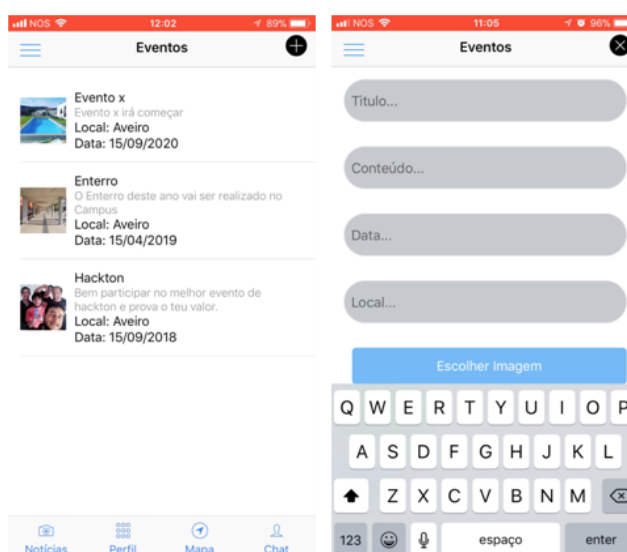 NOS 12:02 89%
Eventos
Evento x
Evento x irá começar
Local: Aveiro
Data: 15/09/2020
Enterro
O Enterro deste ano vai ser realizado no
Campus
Local: Aveiro
Data: 15/04/2019
Hackton
Bem participar no melhor evento de
hackton e prova o teu valor.
Local: Aveiro
Data: 15/09/2018
Notícias Perfil Mapa Chat
NOS 11:05 96%
Eventos
Titulo...
Conteúdo...
Data...
Local...
Escolher Imagem
Q W E R T Y U I O P
A S D F G H J K L
Z X C V B N M
123 espaço enter